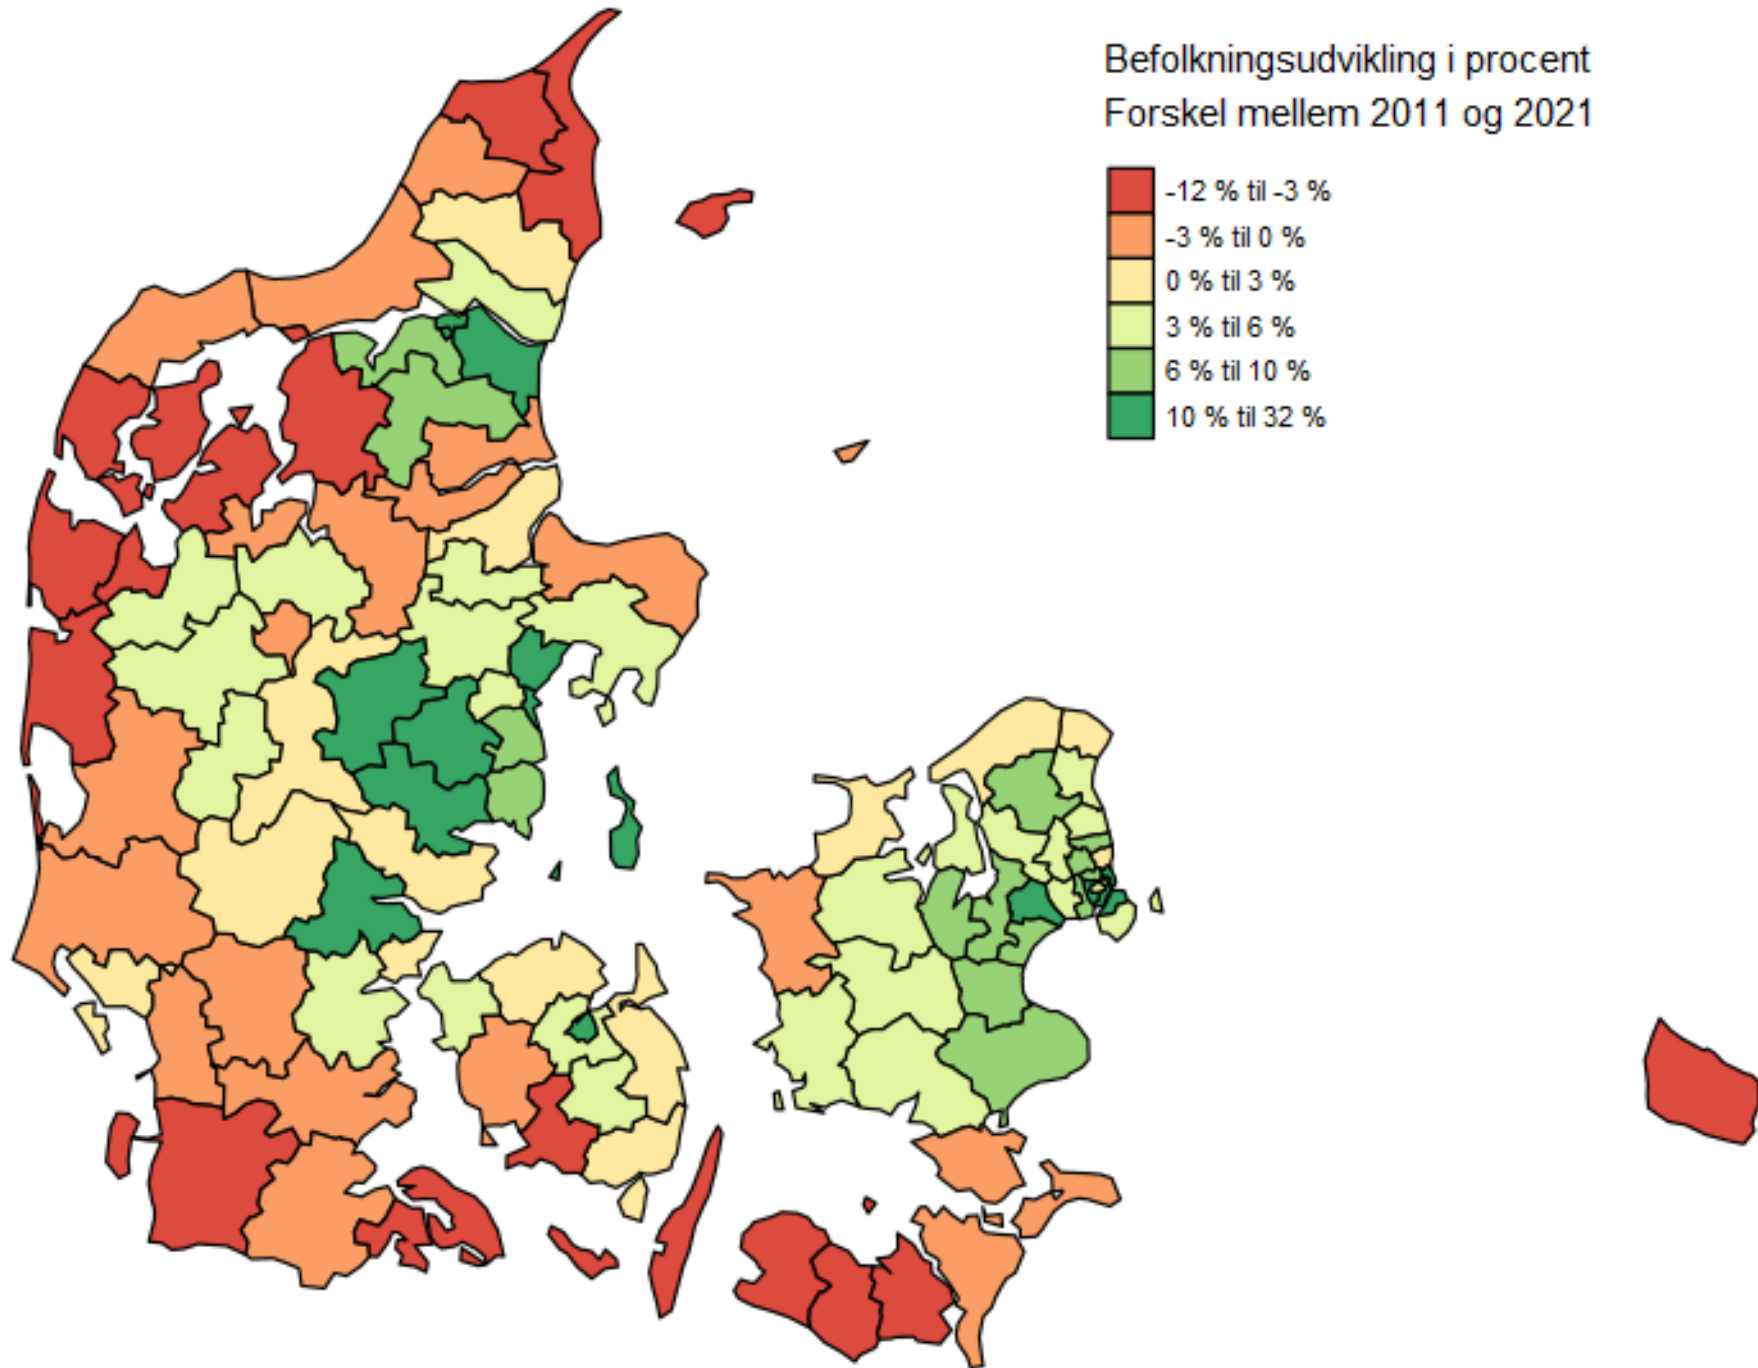 Befolkningsudvikling i procent
Forskel mellem 2011 og 2021
-12 % til -3 %
-3 % til 0 %
0 % til 3 %
3 % til 6 %
6 % til 10 %
10 % til 32 %